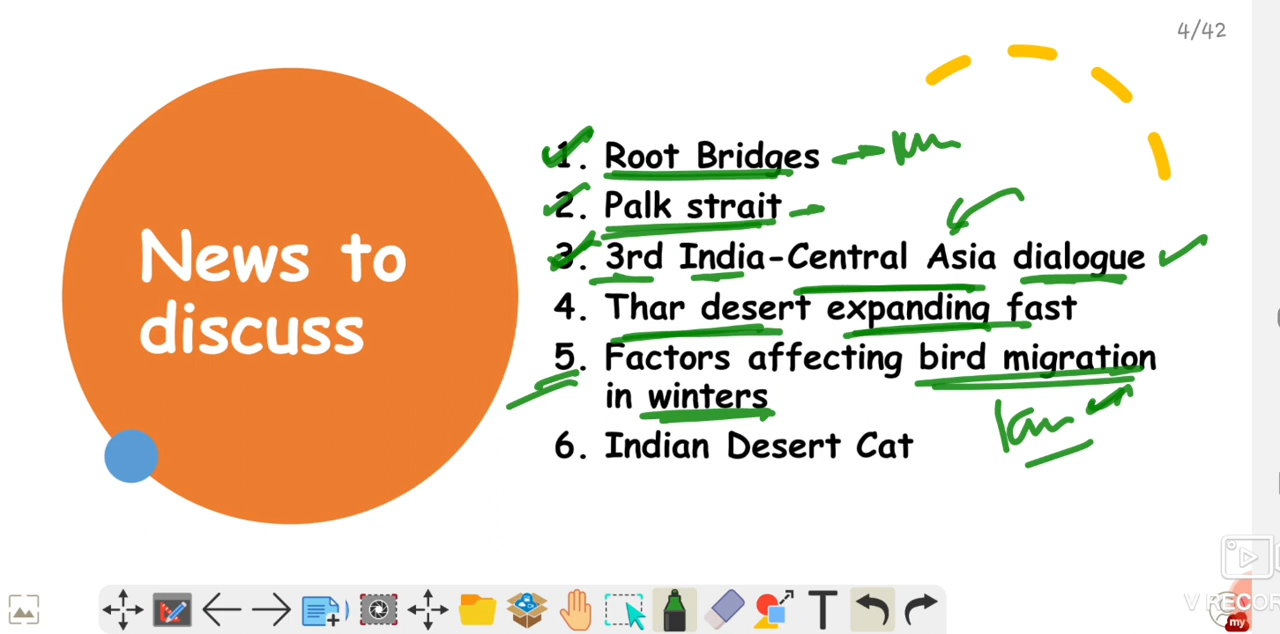 4/42
News to
discuss
1. Root Bridges
2. Palk strait
3. 3rd India-Central Asia dialogue
4. Thar desert expanding fast
5. Factors affecting bird migration
in winters
6. Indian Desert Cat
my